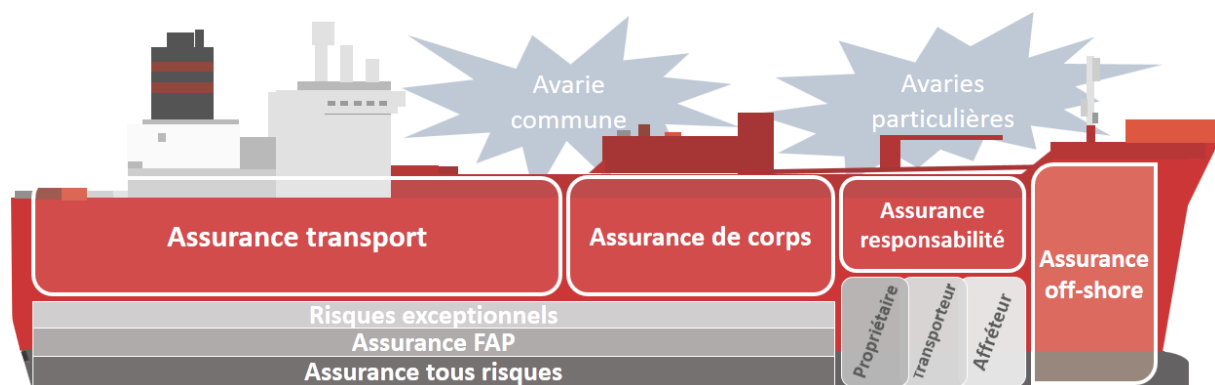 Avarie
commune
Avaries
particulières
Assurance transport
Assurance de corps
Assurance
responsabilité
Assurance
off-shore
Risques exceptionnels
Assurance FAP
Assurance tous risques
Propriétaire
Transporteur
Affréteur